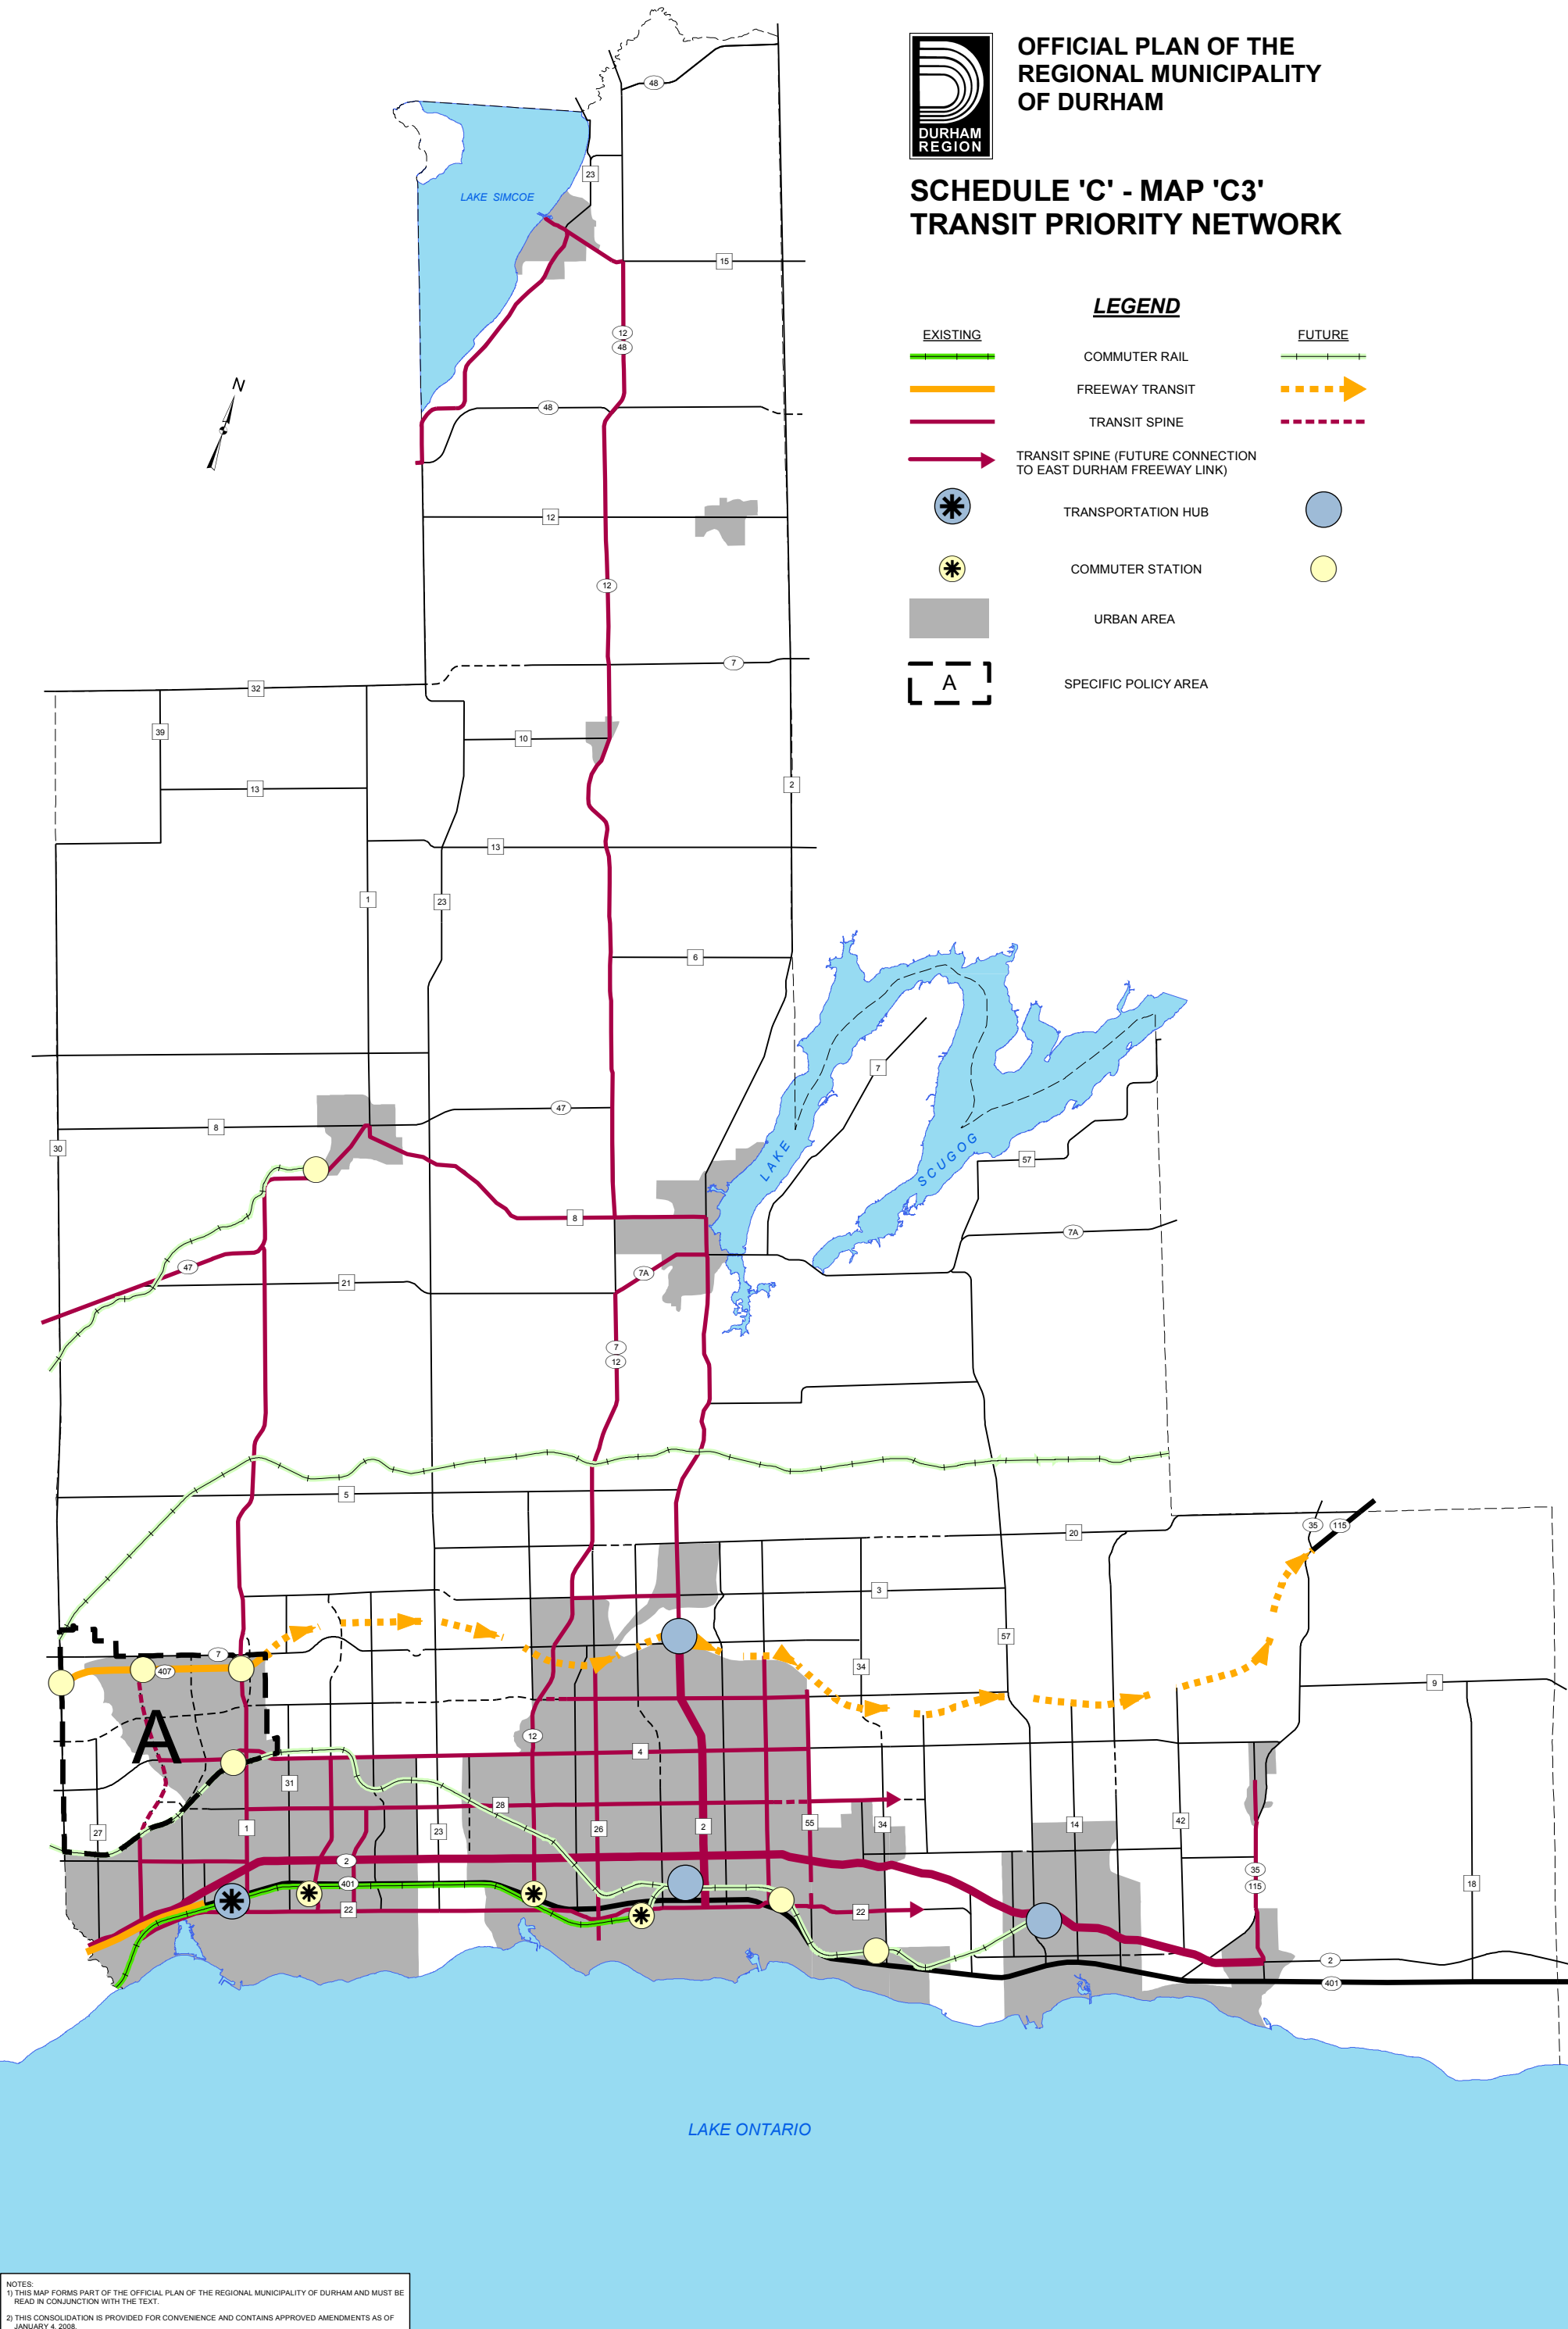 OFFICIAL PLAN OF THE
REGIONAL MUNICIPALITY
OF DURHAM
DURHAM
REGION
SCHEDULE 'C' - MAP 'C3'
TRANSIT PRIORITY NETWORK
LEGEND
EXISTING
FUTURE
COMMUTER RAIL
FREEWAY TRANSIT
TRANSIT SPINE
TRANSIT SPINE (FUTURE CONNECTION
TO EAST DURHAM FREEWAY LINK)
TRANSPORTATION HUB
COMMUTER STATION
URBAN AREA
A
SPECIFIC POLICY AREA
48
23
LAKE SIMCOE
15
12
48
N
48
12
12
7
32
39
10
13
2
13
1
23
6
7
47
8
30
LAKE
SCUGOG
57
8
7A
47
7A
21
7
12
5
35
115
20
3
57
7
407
34
9
A
12
4
31
28
27
1
23
26
2
55
34
14
42
2
401
22
22
35
115
18
2
401
LAKE ONTARIO
NOTES:
1) THIS MAP FORMS PART OF THE OFFICIAL PLAN OF THE REGIONAL MUNICIPALITY OF DURHAM AND MUST BE
READ IN CONJUNCTION WITH THE TEXT.
2) THIS CONSOLIDATION IS PROVIDED FOR CONVENIENCE AND CONTAINS APPROVED AMENDMENTS AS OF
JANUARY 4, 2008.